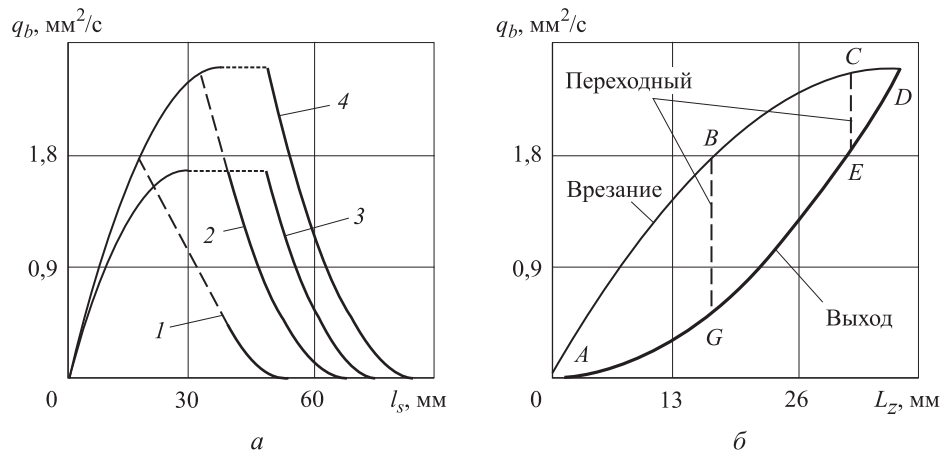 q_b, мм²/с
4
1,8
3
2
0,9
1
0
30
60
l_s, мм
а
q_b, мм²/с
Переходный
C
D
B
1,8
E
Врезание
0,9
G
Выход
A
0
13
26
L_z, мм
б